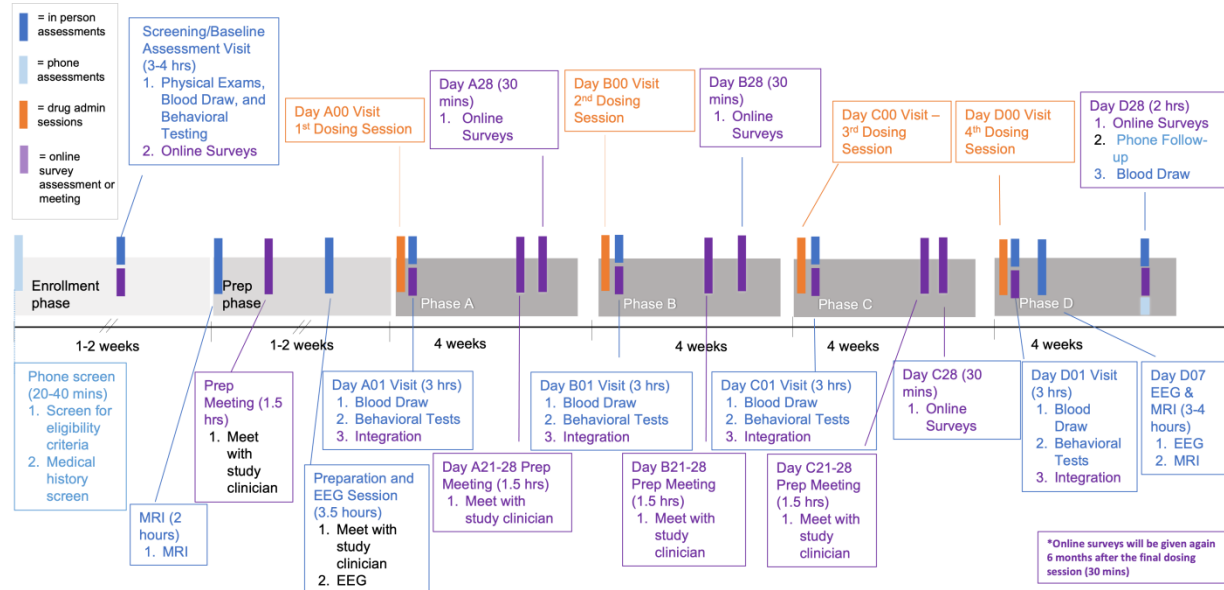 = in person
assessments
= phone
assessments
= drug admin
sessions
= online
survey
assessment or
meeting
Screening/Baseline
Assessment Visit
(3-4 hrs)
1. Physical Exams,
Blood Draw, and
Behavioral
Testing
2. Online Surveys
Day A00 Visit
1st Dosing Session
Day A28 (30
mins)
1. Online
Surveys
Day B00 Visit
2nd Dosing
Session
Day B28 (30
mins)
1. Online
Surveys
Day C00 Visit –
3rd Dosing
Session
Day D00 Visit
4th Dosing
Session
Day D28 (2 hrs)
1. Online Surveys
2. Phone Follow-
up
3. Blood Draw
Enrollment
phase
Prep
phase
Phase A
Phase B
Phase C
Phase D
1-2 weeks
1-2 weeks
4 weeks
4 weeks
4 weeks
4 weeks
Phone screen
(20-40 mins)
1. Screen for
eligibility
criteria
2. Medical
history
screen
MRI (2
hours)
1. MRI
Prep
Meeting (1.5
hrs)
1. Meet
with
study
clinician
Preparation and
EEG Session
(3.5 hours)
1. Meet with
study
clinician
2. EEG
Day A01 Visit (3 hrs)
1. Blood Draw
2. Behavioral Tests
3. Integration
Day A21-28 Prep
Meeting (1.5 hrs)
1. Meet with
study clinician
Day B01 Visit (3 hrs)
1. Blood Draw
2. Behavioral Tests
3. Integration
Day B21-28
Prep Meeting
(1.5 hrs)
1. Meet with
study
clinician
Day C01 Visit (3 hrs)
1. Blood Draw
2. Behavioral Tests
3. Integration
Day C21-28
Prep Meeting
(1.5 hrs)
1. Meet with
study
clinician
Day C28 (30
mins)
1. Online
Surveys
Day D01 Visit
(3 hrs)
1. Blood
Draw
2. Behavioral
Tests
3. Integration
Day D07
EEG &
MRI (3-4
hours)
1. EEG
2. MRI
*Online surveys will be given again
6 months after the final dosing
session (30 mins)